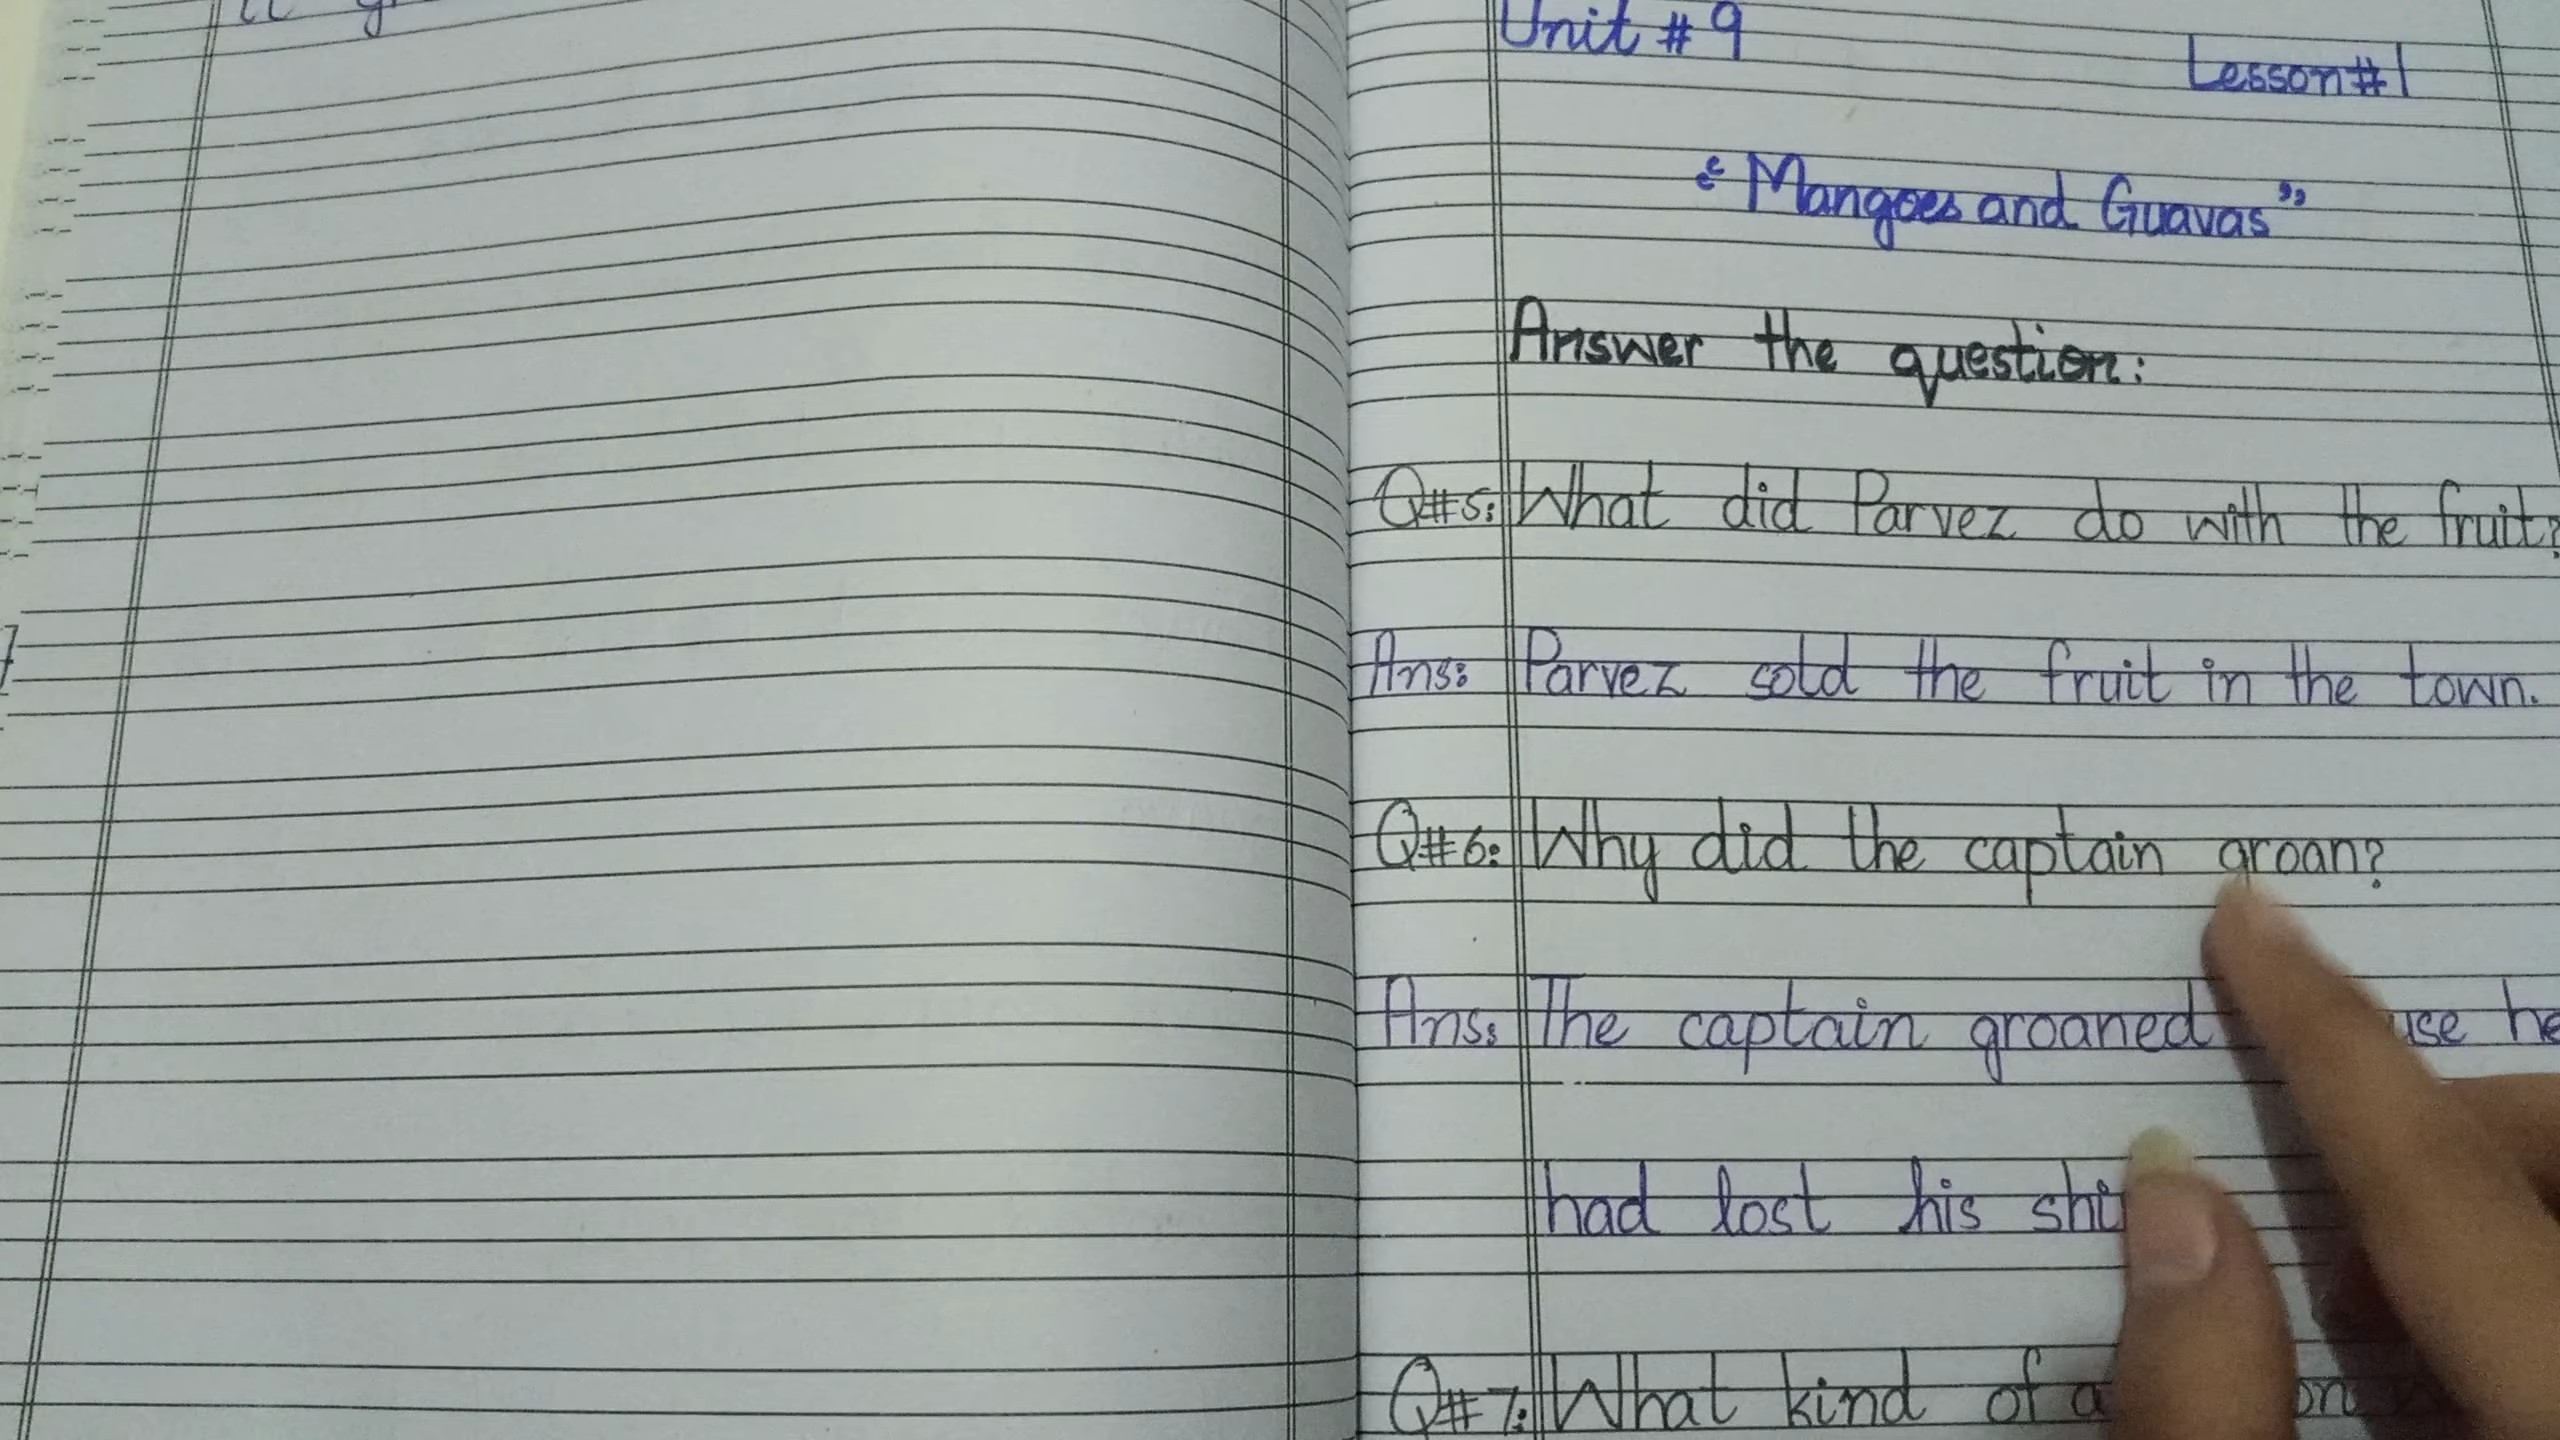 Unit # 9
Lesson # 1
“Mangoes and Guavas”
Answer the question:
Q#5: What did Parvez do with the fruit?
Ans: Parvez sold the fruit in the town.
Q#6: Why did the captain groan?
Ans: The captain groaned he
had lost his
Q#7: What kind of